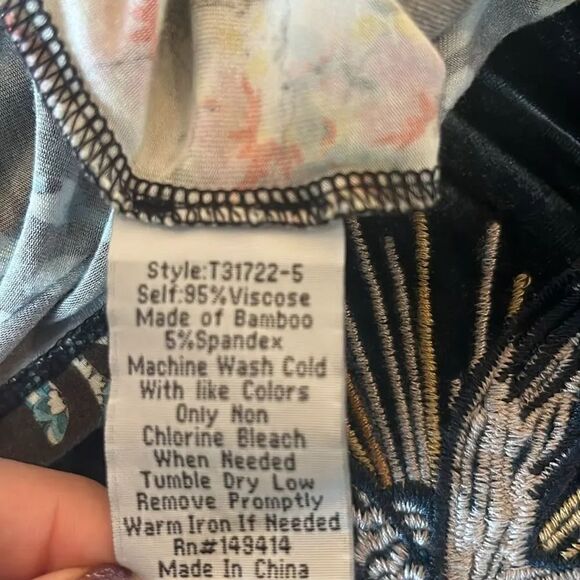 Style:T31722-5
Self:95%Viscose
Made of Bamboo
5%Spandex
Machine Wash Cold
With like Colors
Only Non
Chlorine Bleach
When Needed
Tumble Dry Low
Remove Promptly
Warm Iron If Needed
Rn#149414
Made In China